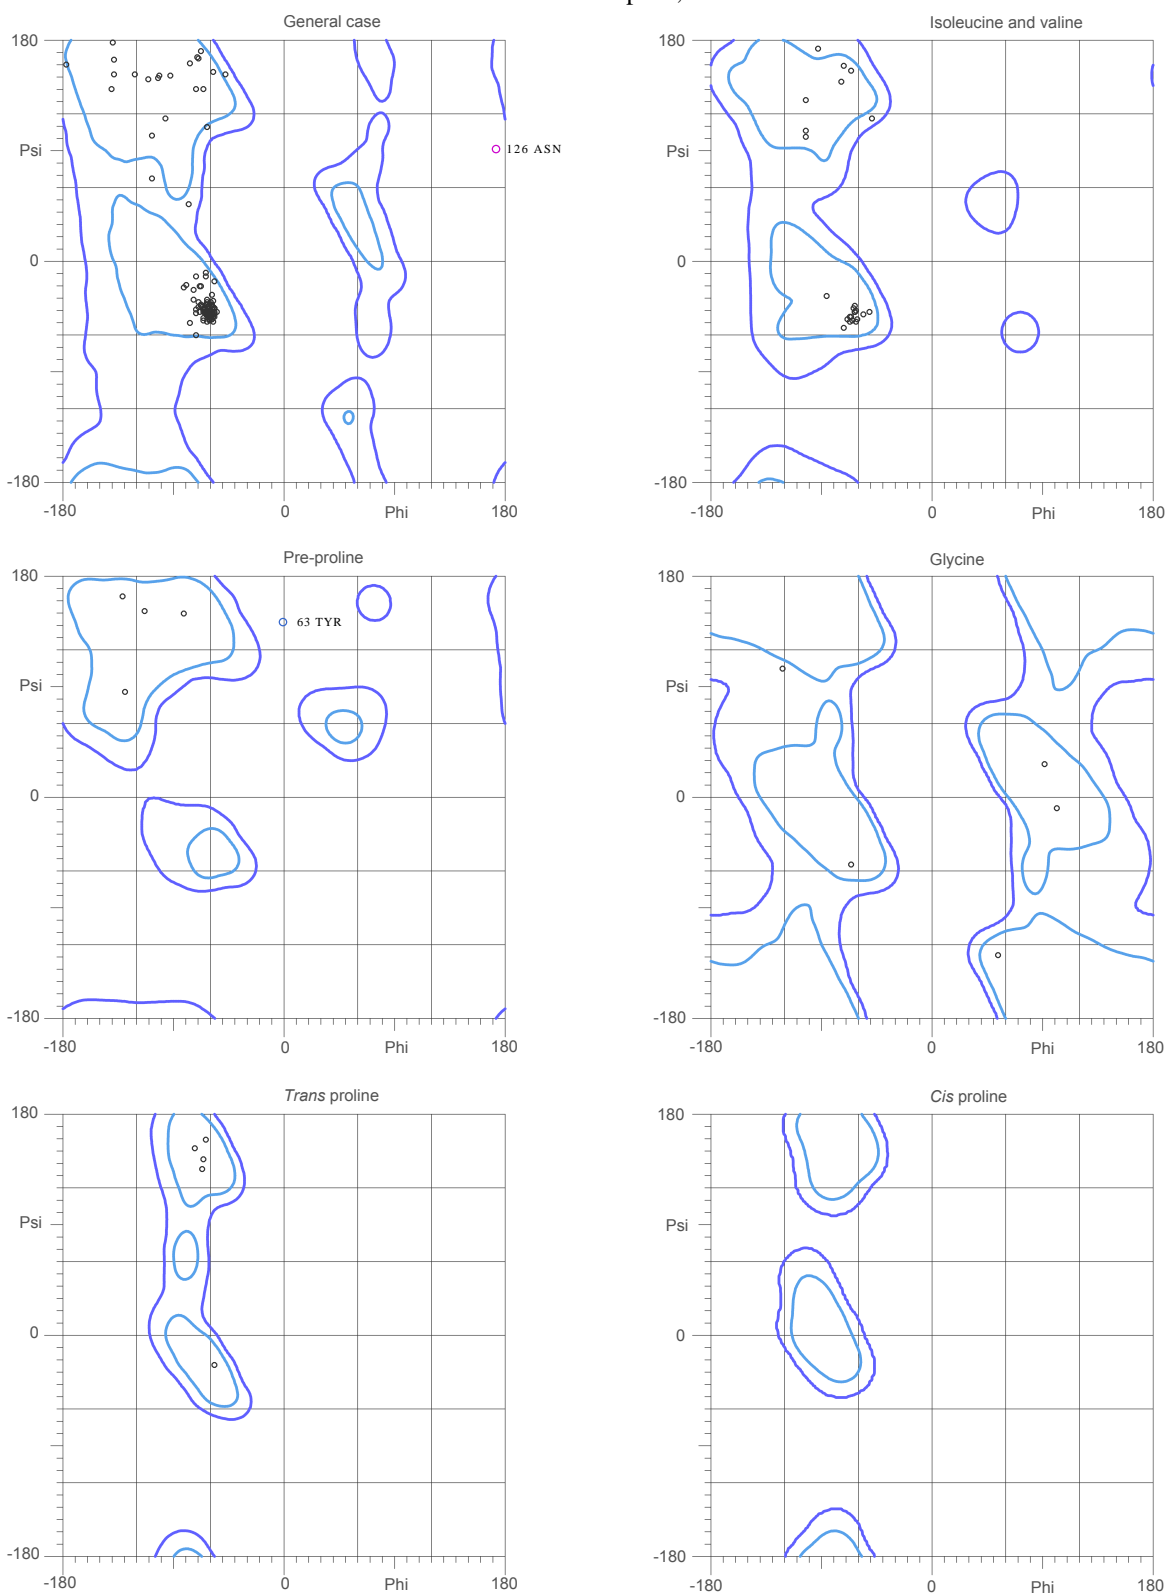 General case
Isoleucine and valine
180
Psi
0
-180
-180
0
Phi
180
126 ASN
180
Psi
0
-180
-180
0
Phi
180
Pre-proline
Glycine
180
Psi
0
-180
-180
0
Phi
180
63 TYR
180
Psi
0
-180
-180
0
Phi
180
Trans proline
Cis proline
180
Psi
0
-180
-180
0
Phi
180
180
Psi
0
-180
-180
0
Phi
180